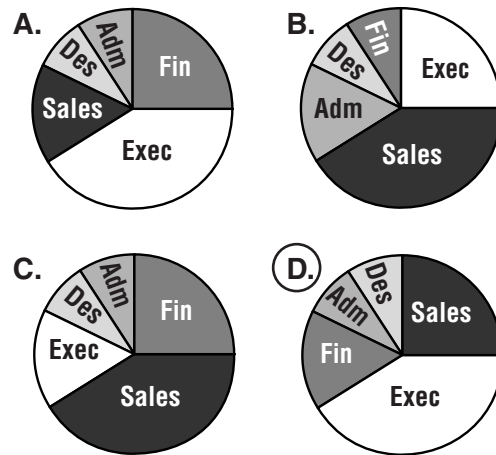 A.
Adm
Des
Fin
Sales
Exec
B.
Fin
Des
Exec
Adm
Sales
C.
Adm
Des
Fin
Exec
Sales
D.
Des
Adm
Sales
Fin
Exec